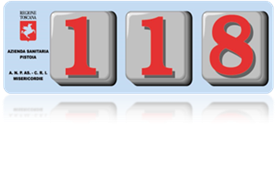 REGIONE
TOSCANA
AZIENDA SANITARIA
PISTOIA
A. N. P. AS. - C. R. I.
MISERICORDIE
118